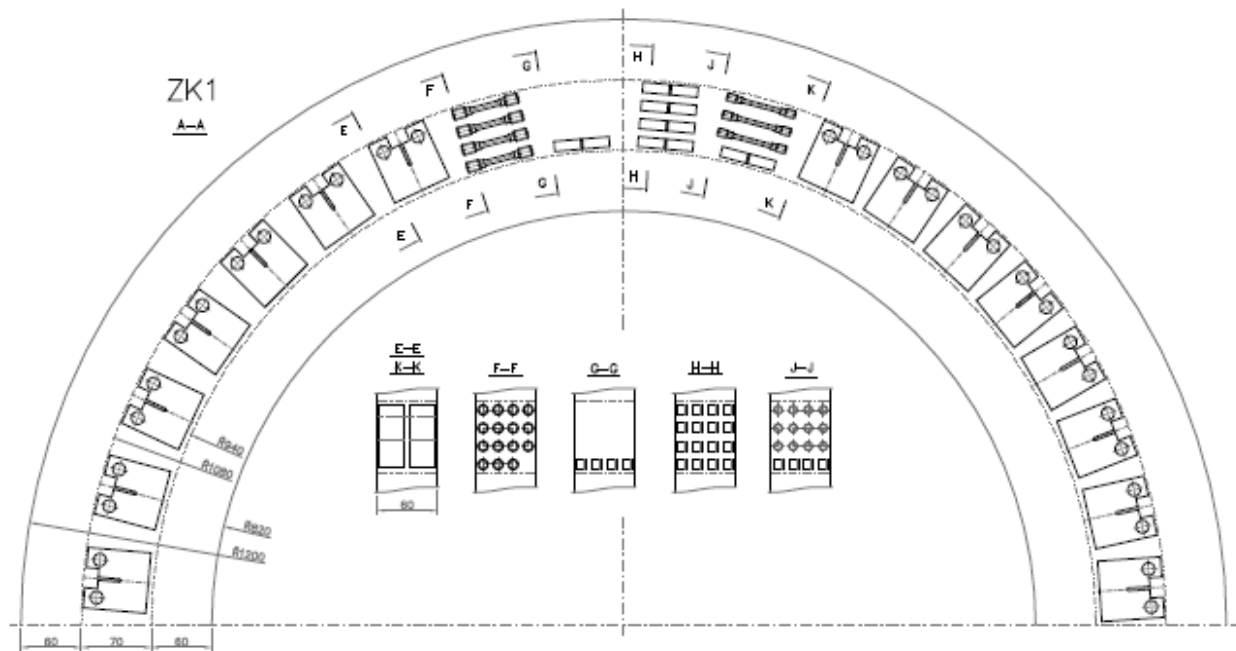 H
G
J
F
K
ZK1
A-A
E
H
G
J
F
K
E
E-E
K-K
F-F
G-G
H-H
J-J
R940
R1080
60
R820
R1200
60
70
60